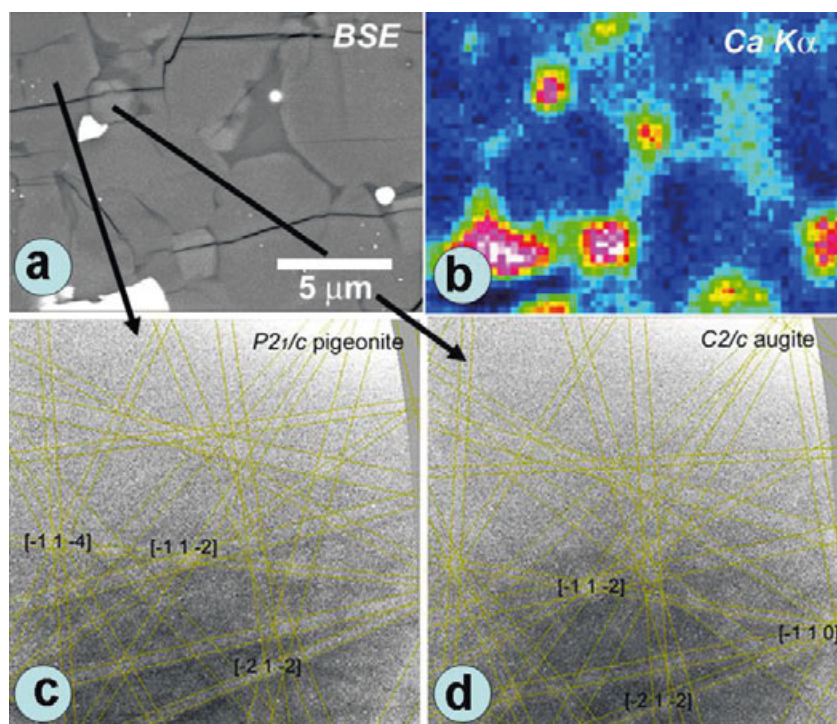 BSE
Ca Kα
5 μm
a
b
P2₁/c pigeonite
C2/c augite
[-1 1 -4]
[-1 1 -2]
[-2 1 -2]
[-1 1 -2]
[-1 1 0]
[-2 1 -2]
c
d